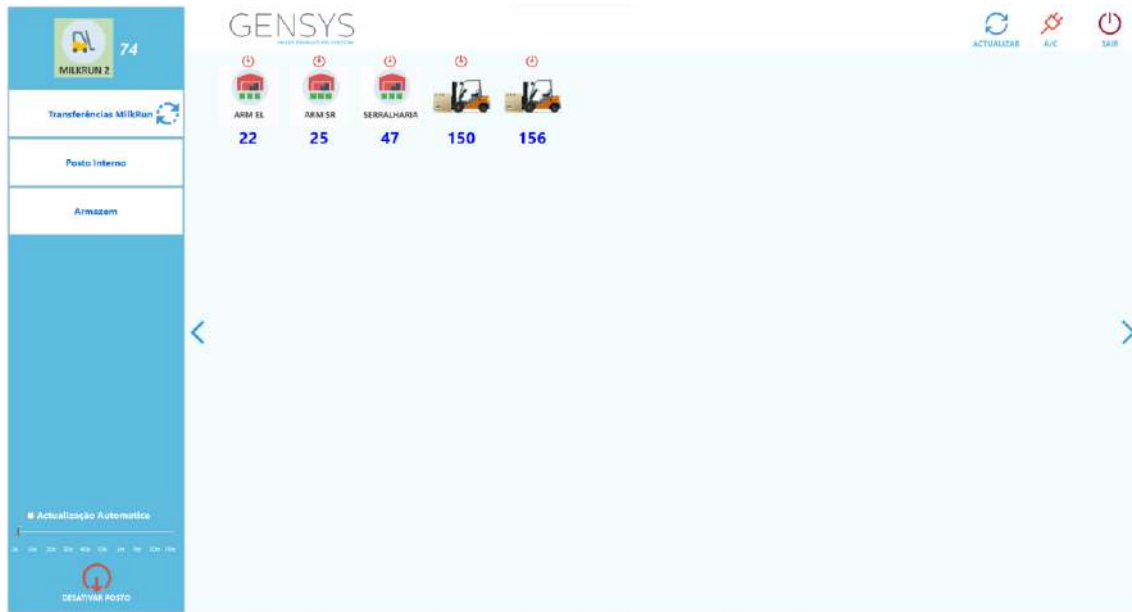 74
MILKRUN 2
Transferências MilkRun
Posto Interno
Armazem
Actualização Automatica
DESATIVAR POSTO
GENSYS
ACTUALIZAR
A/C
SAIR
ARM EL
ARM SR
SERRALHARIA
22
25
47
150
156